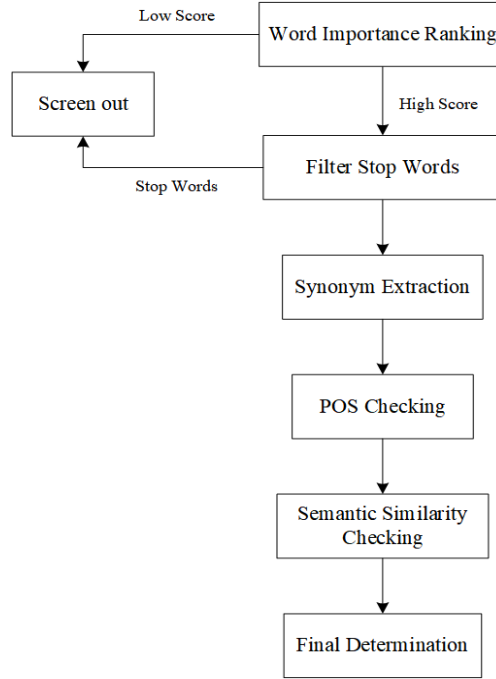 Low Score
Word Importance Ranking
Screen out
High Score
Filter Stop Words
Stop Words
Synonym Extraction
POS Checking
Semantic Similarity
Checking
Final Determination